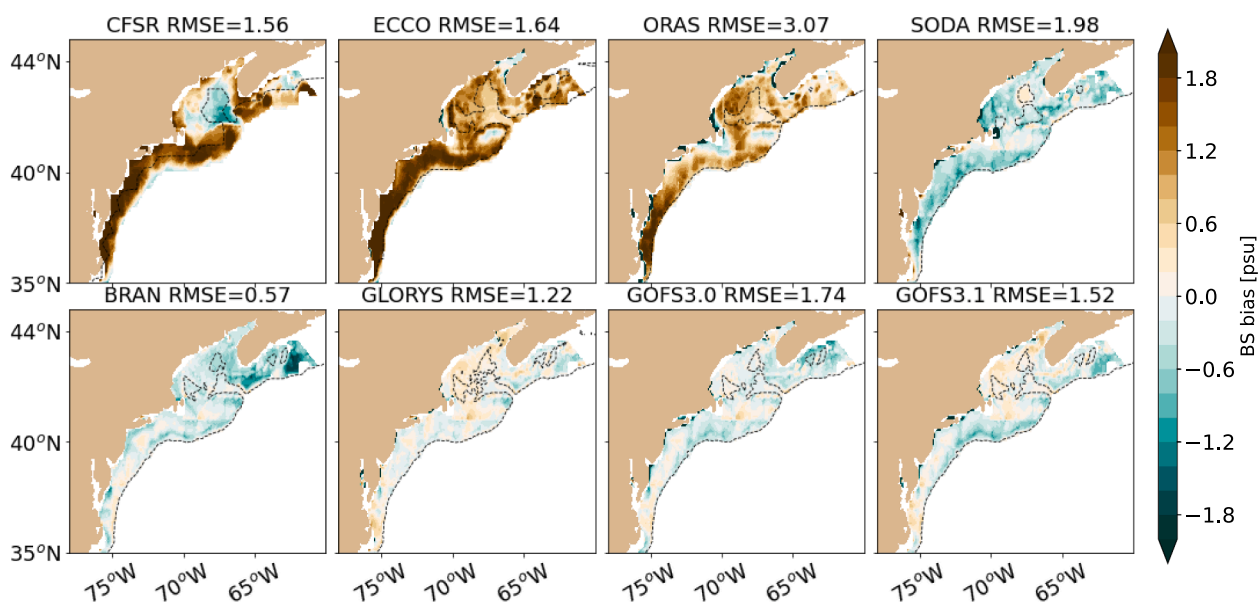 CFSR RMSE=1.56
ECCO RMSE=1.64
ORAS RMSE=3.07
SODA RMSE=1.98
44°N
40°N
35°N
BRAN RMSE=0.57
GLORYS RMSE=1.22
GOFS3.0 RMSE=1.74
GOFS3.1 RMSE=1.52
44°N
40°N
35°N
75°W
70°W
65°W
75°W
70°W
65°W
75°W
70°W
65°W
75°W
70°W
65°W
1.8
1.2
0.6
0.0
−0.6
−1.2
−1.8
BS bias [psu]